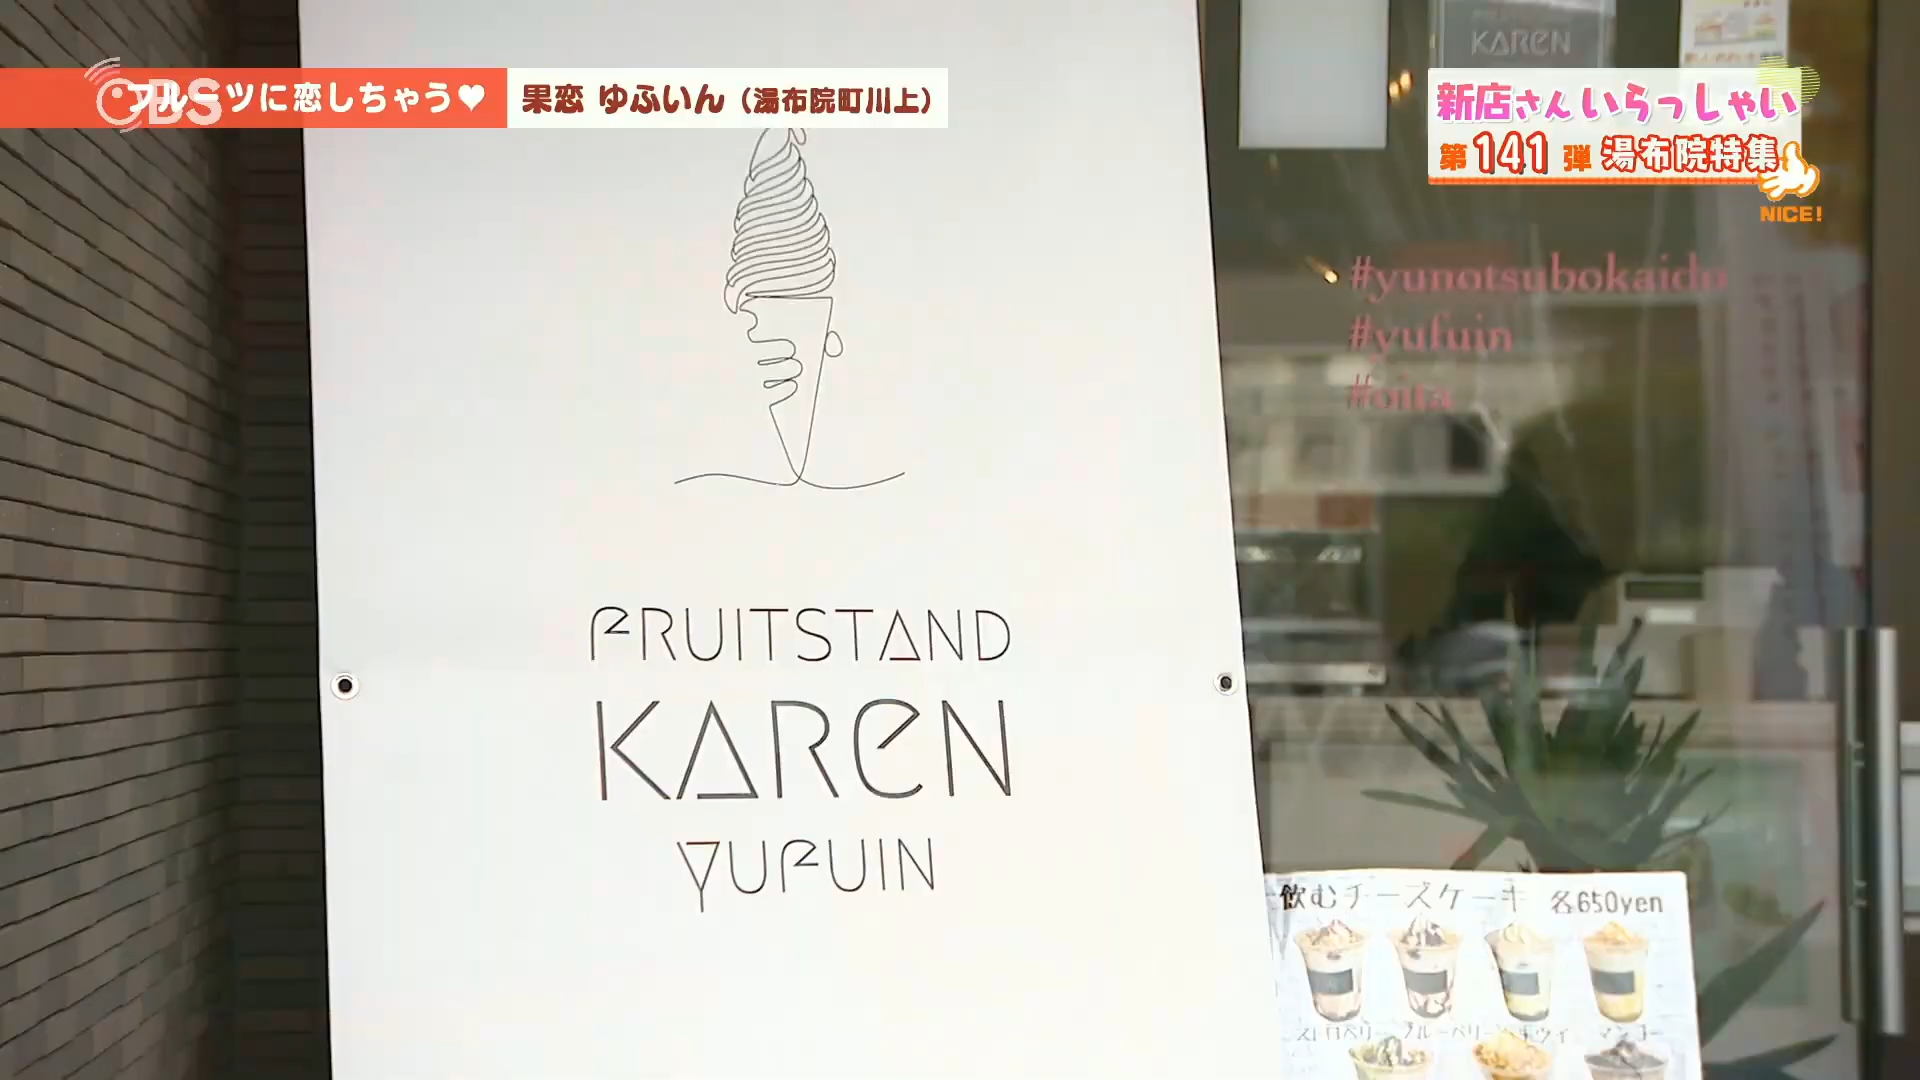 OBS
フルーツに恋しちゃう♥
果恋 ゆふいん（湯布院町川上）
KAREN
新店さんいらっしゃい
第141弾 湯布院特集
NICE!
#yunotsubokaido
#yufuin
#oita
FRUITSTAND
KAREN
YUFUIN
飲むチーズケーキ 各650yen
ストロベリー ブルーベリー キウイ マンゴー